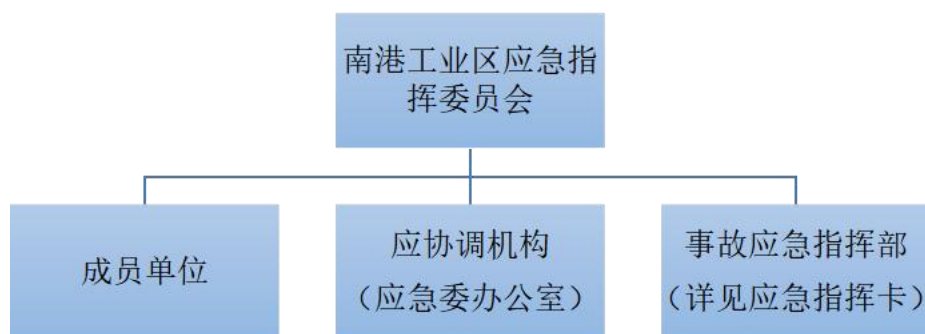 南港工业区应急指
挥委员会
成员单位
应协调机构
（应急委办公室）
事故应急指挥部
（详见应急指挥卡）